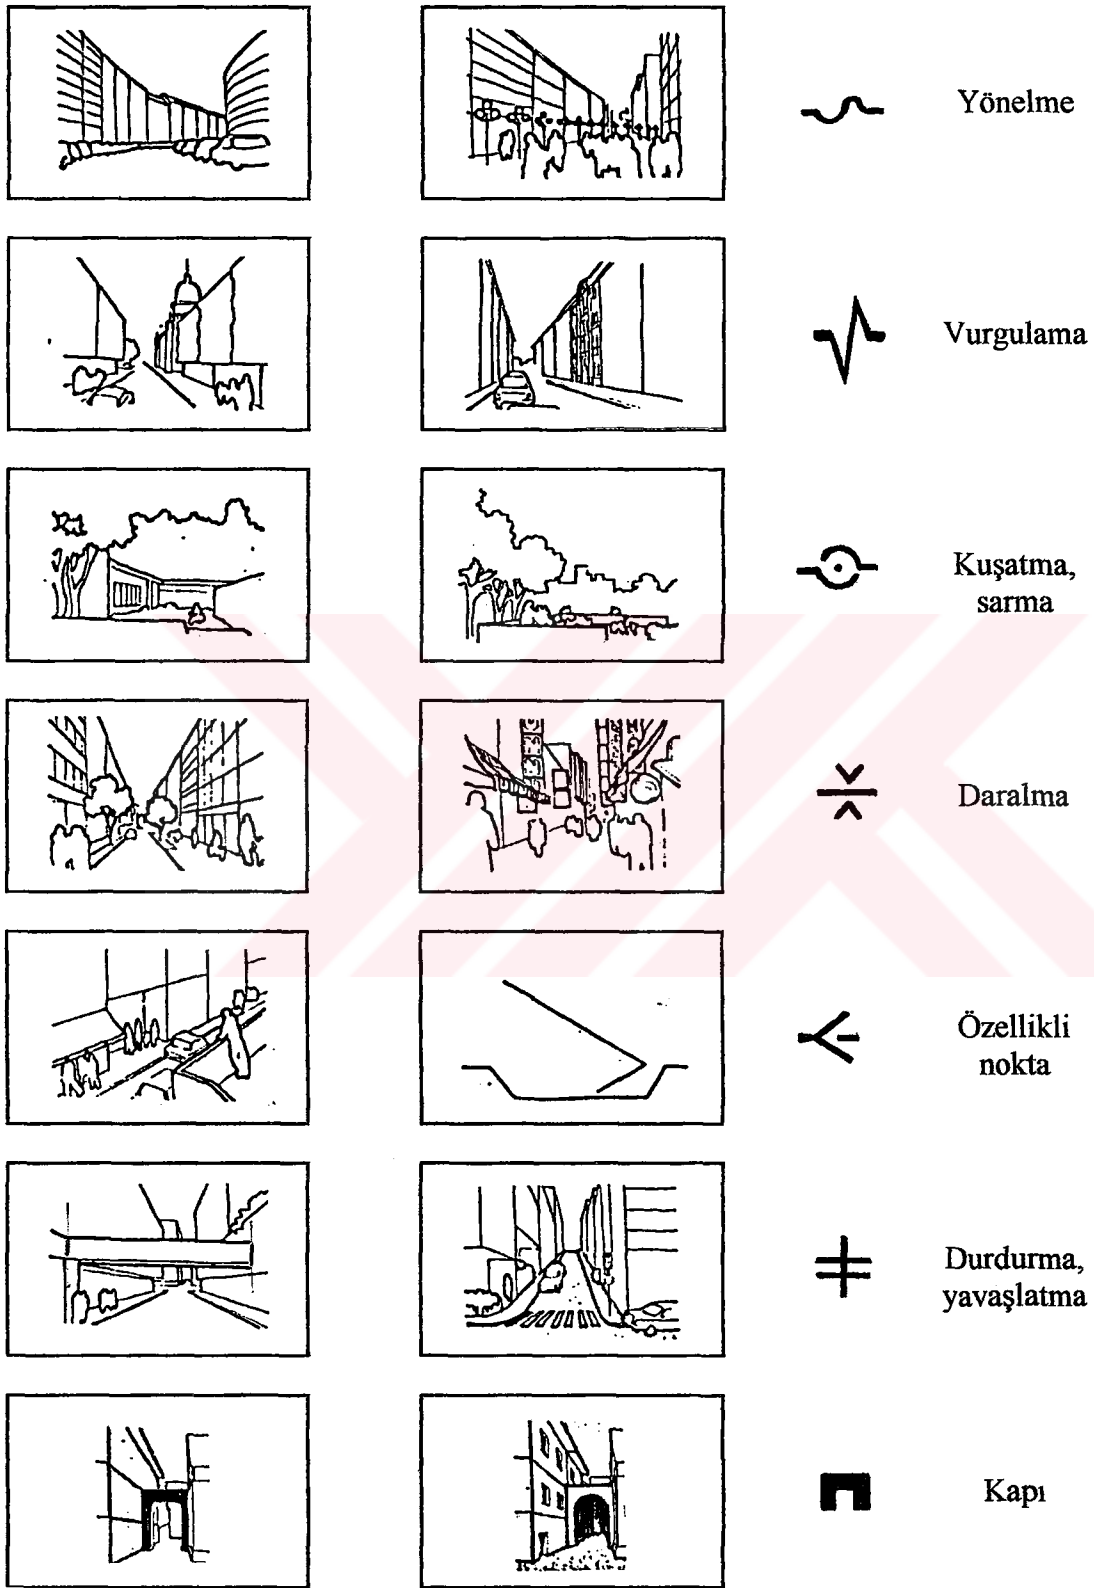 Yönelme
Vurgulama
Kuşatma,
sarma
Daralma
Özellikli
nokta
Durdurma,
yavaşlatma
Kapı